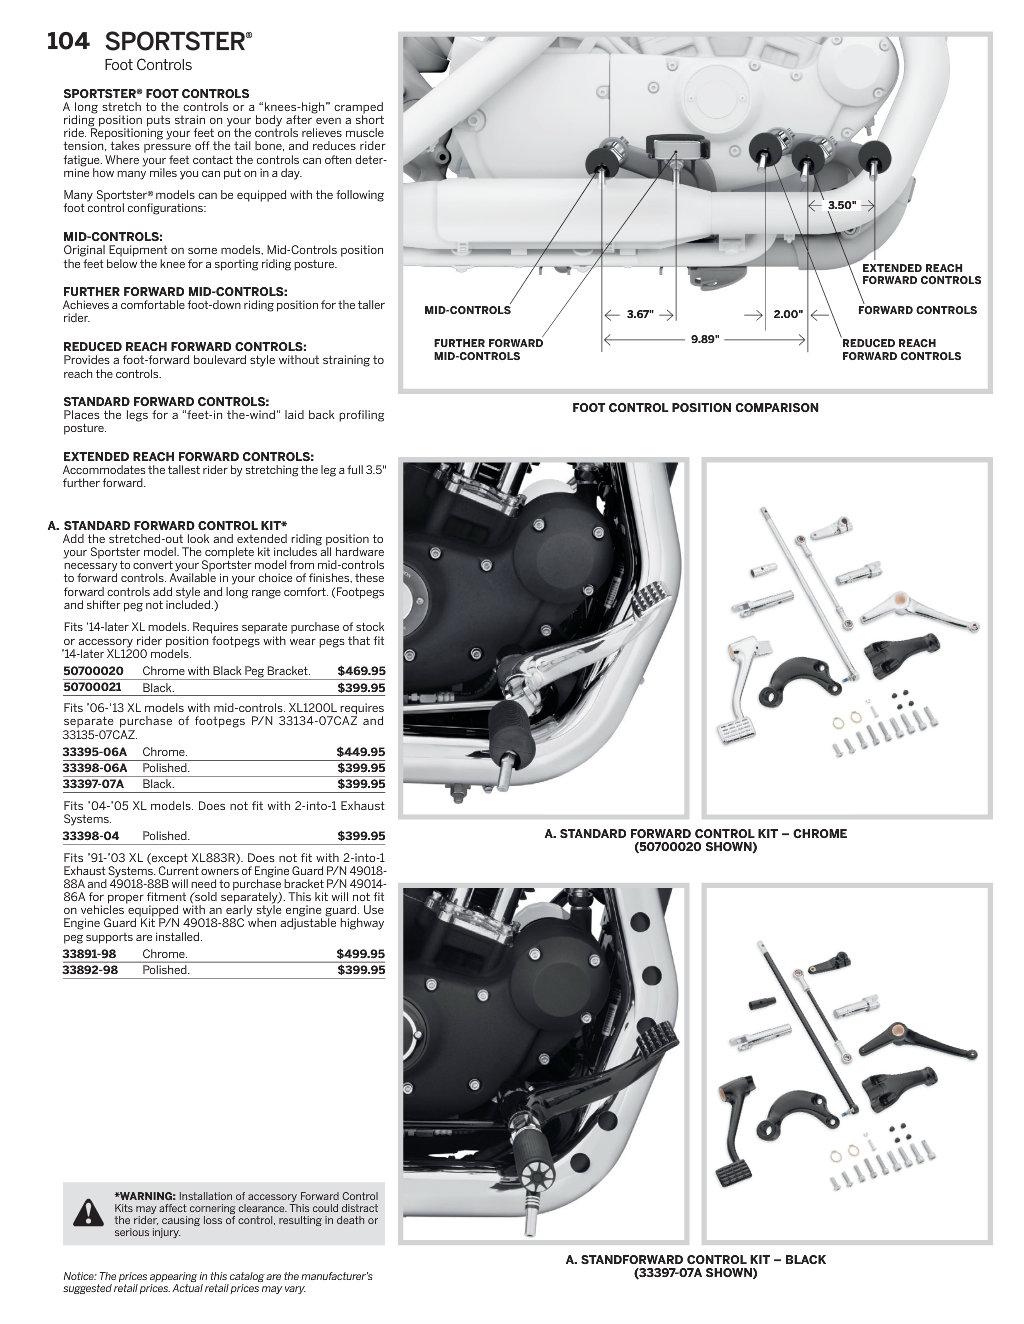 104 SPORTSTER®
Foot Controls
SPORTSTER® FOOT CONTROLS
A long stretch to the controls or a “knees-high” cramped
riding position puts strain on your body after even a short
ride. Repositioning your feet on the controls relieves muscle
tension, takes pressure off the tail bone, and reduces rider
fatigue. Where your feet contact the controls can often deter-
mine how many miles you can put on in a day.
Many Sportster® models can be equipped with the following
foot control configurations:
MID-CONTROLS:
Original Equipment on some models, Mid-Controls position
the feet below the knee for a sporting riding posture.
FURTHER FORWARD MID-CONTROLS:
Achieves a comfortable foot-down riding position for the taller
rider.
REDUCED REACH FORWARD CONTROLS:
Provides a foot-forward boulevard style without straining to
reach the controls.
STANDARD FORWARD CONTROLS:
Places the legs for a "feet-in the-wind" laid back profiling
posture.
EXTENDED REACH FORWARD CONTROLS:
Accommodates the tallest rider by stretching the leg a full 3.5"
further forward.
A. STANDARD FORWARD CONTROL KIT*
Add the stretched-out look and extended riding position to
your Sportster model. The complete kit includes all hardware
necessary to convert your Sportster model from mid-controls
to forward controls. Available in your choice of finishes, these
forward controls add style and long range comfort. (Footpegs
and shifter peg not included.)
Fits '14-later XL models. Requires separate purchase of stock
or accessory rider position footpegs with wear pegs that fit
'14-later XL1200 models.
50700020 Chrome with Black Peg Bracket. $469.95
50700021 Black. $399.95
Fits '06-'13 XL models with mid-controls. XL1200L requires
separate purchase of footpegs P/N 33134-07CAZ and
33135-07CAZ.
33395-06A Chrome. $449.95
33398-06A Polished. $399.95
33397-07A Black. $399.95
Fits '04-'05 XL models. Does not fit with 2-into-1 Exhaust
Systems.
33398-04 Polished. $399.95
Fits '91-'03 XL (except XL883R). Does not fit with 2-into-1
Exhaust Systems. Current owners of Engine Guard P/N 49018-
88A and 49018-88B will need to purchase bracket P/N 49014-
86A for proper fitment (sold separately). This kit will not fit
on vehicles equipped with an early style engine guard. Use
Engine Guard Kit P/N 49018-88C when adjustable highway
peg supports are installed.
33891-98 Chrome. $499.95
33892-98 Polished. $399.95
*WARNING: Installation of accessory Forward Control
Kits may affect cornering clearance. This could distract
the rider, causing loss of control, resulting in death or
serious injury.
Notice: The prices appearing in this catalog are the manufacturer's
suggested retail prices. Actual retail prices may vary.
3.50"
EXTENDED REACH
FORWARD CONTROLS
MID-CONTROLS
3.67"
2.00"
FORWARD CONTROLS
FURTHER FORWARD
MID-CONTROLS
9.89"
REDUCED REACH
FORWARD CONTROLS
FOOT CONTROL POSITION COMPARISON
A. STANDARD FORWARD CONTROL KIT – CHROME
(50700020 SHOWN)
A. STANDFORWARD CONTROL KIT – BLACK
(33397-07A SHOWN)